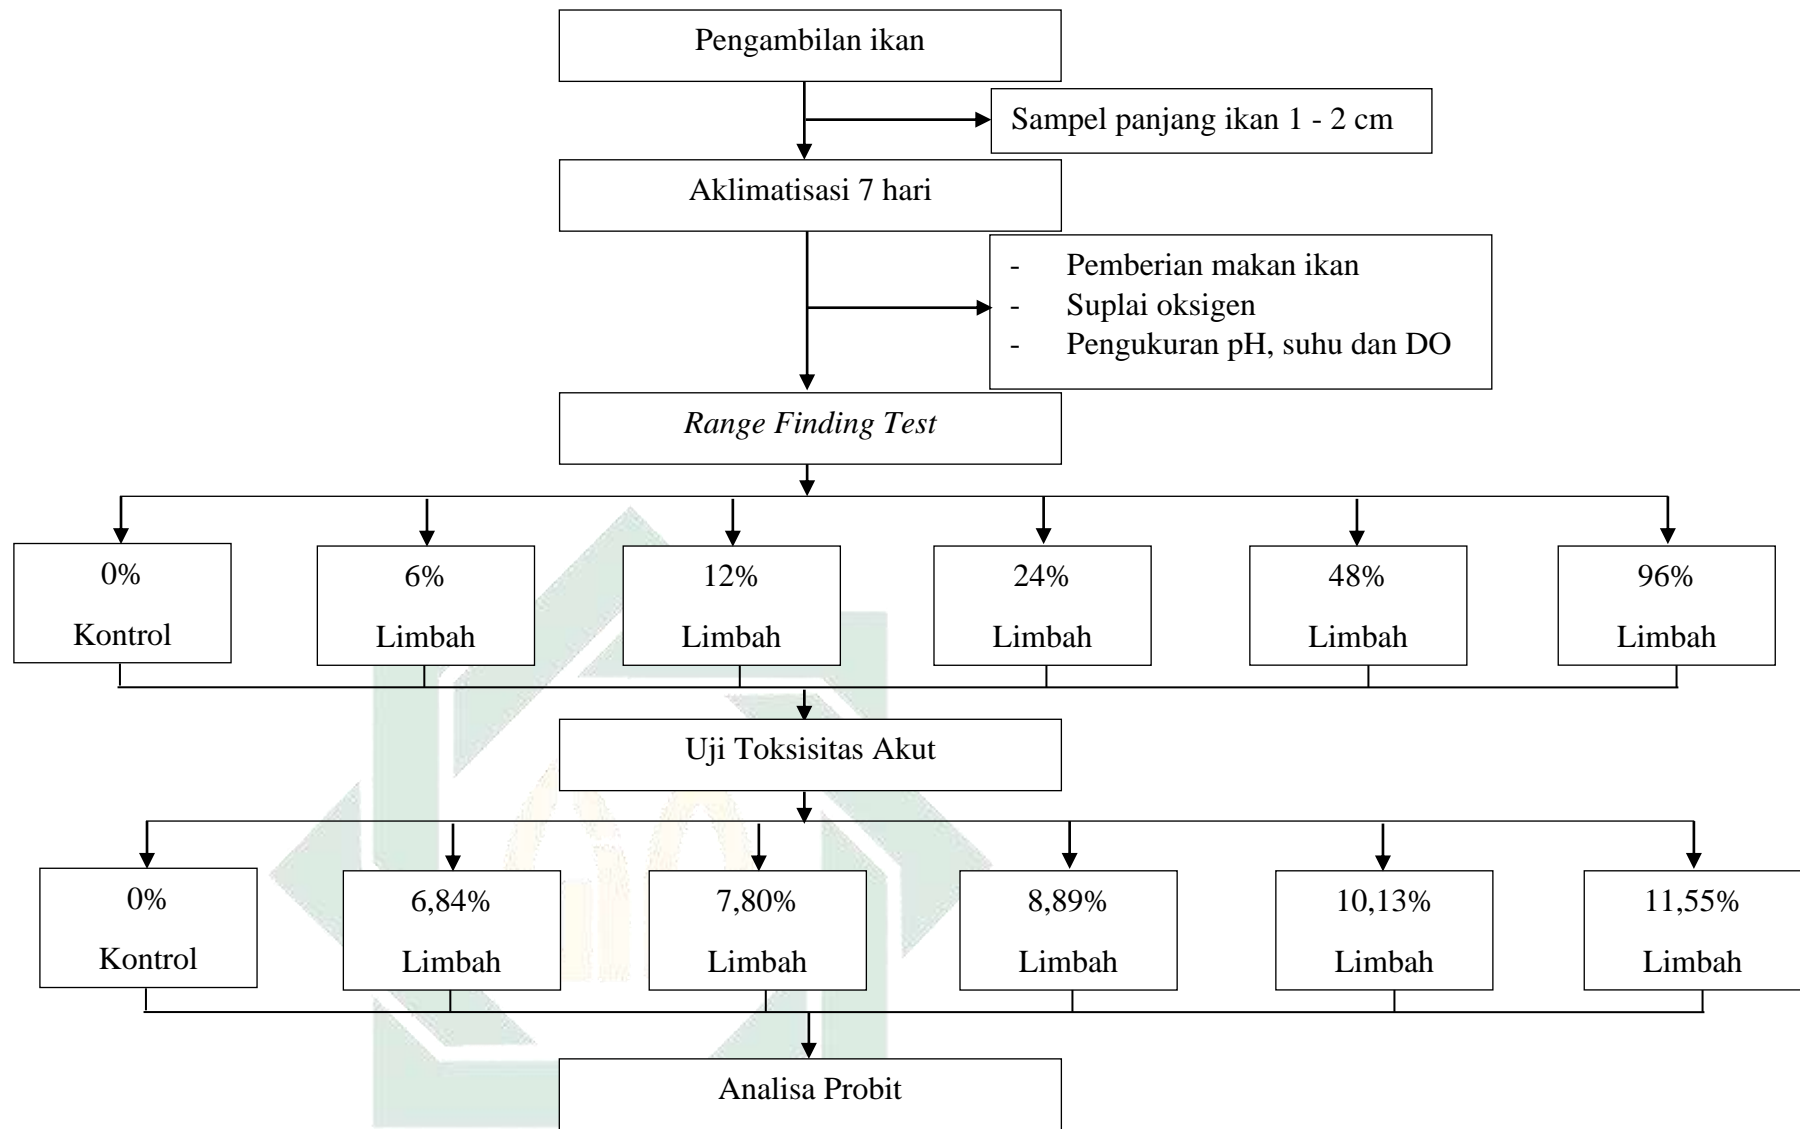 Pengambilan ikan
Sampel panjang ikan 1 - 2 cm
Aklimatisasi 7 hari
- Pemberian makan ikan
- Suplai oksigen
- Pengukuran pH, suhu dan DO
Range Finding Test
0%
Kontrol
6%
Limbah
12%
Limbah
24%
Limbah
48%
Limbah
96%
Limbah
Uji Toksisitas Akut
0%
Kontrol
6,84%
Limbah
7,80%
Limbah
8,89%
Limbah
10,13%
Limbah
11,55%
Limbah
Analisa Probit